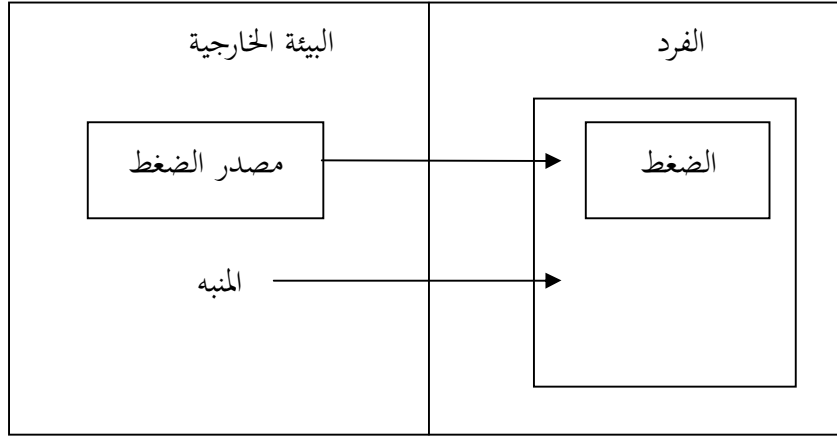 الفرد
البيئة الخارجية
الضغط
مصدر الضغط
المنبه